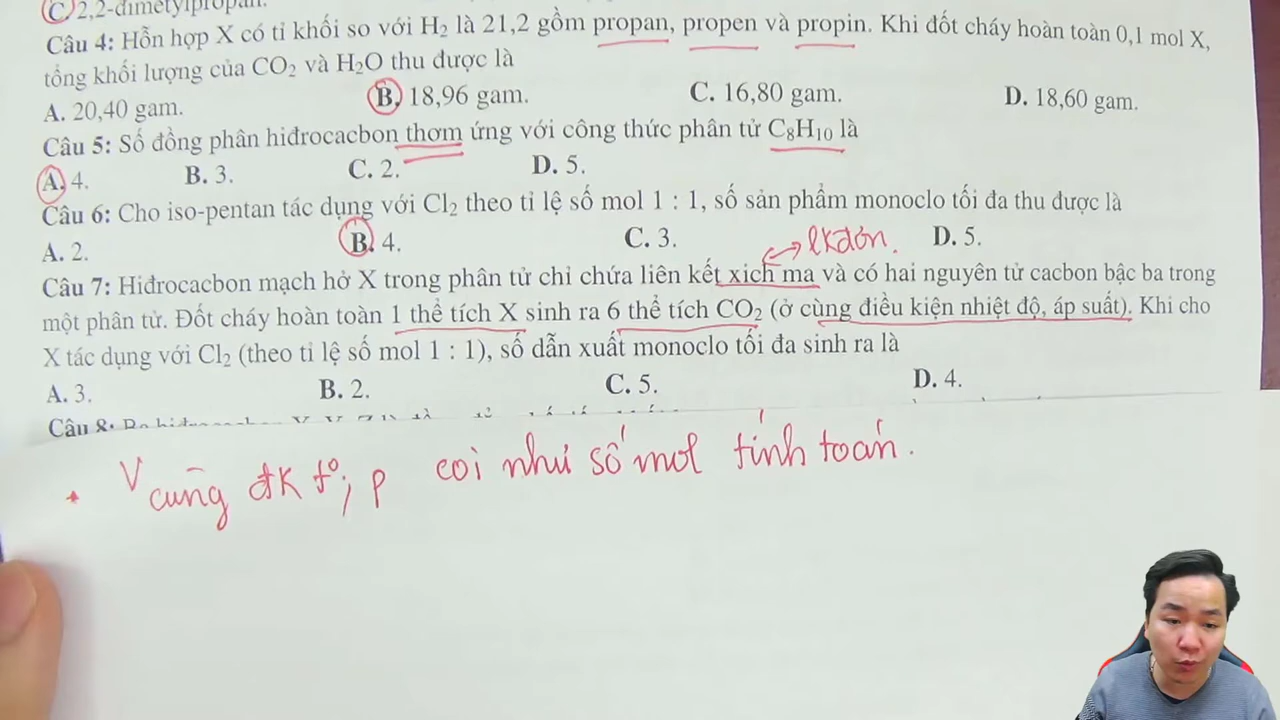 C. 2,2-đimetylpropan.
Câu 4: Hỗn hợp X có tỉ khối so với H₂ là 21,2 gồm propan, propen và propin. Khi đốt cháy hoàn toàn 0,1 mol X,
tổng khối lượng của CO₂ và H₂O thu được là
A. 20,40 gam. B. 18,96 gam. C. 16,80 gam. D. 18,60 gam.
Câu 5: Số đồng phân hiđrocacbon thơm ứng với công thức phân tử C₈H₁₀ là
A. 4. B. 3. C. 2. D. 5.
Câu 6: Cho iso-pentan tác dụng với Cl₂ theo tỉ lệ số mol 1 : 1, số sản phẩm monoclo tối đa thu được là
A. 2. B. 4. C. 3. D. 5.
lk đơn.
Câu 7: Hiđrocacbon mạch hở X trong phân tử chỉ chứa liên kết xích ma và có hai nguyên tử cacbon bậc ba trong
một phân tử. Đốt cháy hoàn toàn 1 thể tích X sinh ra 6 thể tích CO₂ (ở cùng điều kiện nhiệt độ, áp suất). Khi cho
X tác dụng với Cl₂ (theo tỉ lệ số mol 1 : 1), số dẫn xuất monoclo tối đa sinh ra là
A. 3. B. 2. C. 5. D. 4.
Câu 8:
* V cùng đk t°; p coi như số mol tính toán.